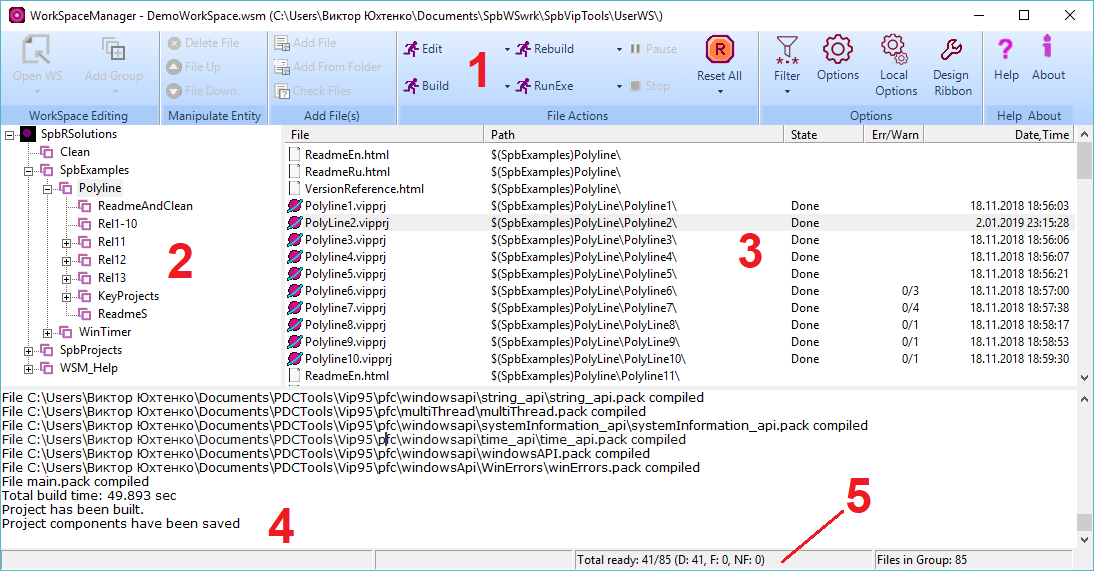 WorkSpaceManager - DemoWorkSpace.wsm (C:\Users\Виктор Юхтенко\Documents\SpbWSwrk\SpbVipTools\UserWS\)
Open WS
Add Group
WorkSpace Editing
Delete File
File Up
File Down
Manipulate Entity
Add File
Add From Folder
Check Files
Add File(s)
Edit
Build
1
Rebuild
RunExe
Pause
Stop
R
Reset All
File Actions
Filter
Options
Local
Options
Design
Ribbon
Options
Help
About
Help About
SpbRSolutions
Clean
SpbExamples
Polyline
ReadmeAndClean
Rel1-10
Rel11
Rel12
Rel13
KeyProjects
ReadmeS
WinTimer
SpbProjects
WSM_Help
2
File Path State Err/Warn Date,Time
ReadmeEn.html $(SpbExamples)Polyline\
ReadmeRu.html $(SpbExamples)Polyline\
VersionReference.html $(SpbExamples)Polyline\
Polyline1.vipprj $(SpbExamples)PolyLine\Polyline1\ Done 18.11.2018 18:56:03
PolyLine2.vipprj $(SpbExamples)PolyLine\Polyline2\ Done 2.01.2019 23:15:28
Polyline3.vipprj $(SpbExamples)PolyLine\Polyline3\ Done 18.11.2018 18:56:06
Polyline4.vipprj $(SpbExamples)PolyLine\Polyline4\ Done 18.11.2018 18:56:07
Polyline5.vipprj $(SpbExamples)PolyLine\Polyline5\ Done 18.11.2018 18:56:21
Polyline6.vipprj $(SpbExamples)PolyLine\Polyline6\ Done 0/3 18.11.2018 18:57:00
Polyline7.vipprj $(SpbExamples)PolyLine\Polyline7\ Done 0/4 18.11.2018 18:57:38
Polyline8.vipprj $(SpbExamples)PolyLine\PolyLine8\ Done 0/1 18.11.2018 18:58:17
Polyline9.vipprj $(SpbExamples)PolyLine\PolyLine9\ Done 0/1 18.11.2018 18:58:53
Polyline10.vipprj $(SpbExamples)PolyLine\PolyLine10\ Done 0/1 18.11.2018 18:59:30
ReadmeEn.html $(SpbExamples)Polyline\Polyline11\
3
File C:\Users\Виктор Юхтенко\Documents\PDCTools\Vip95\pfc\windowsapi\string_api\string_api.pack compiled
File C:\Users\Виктор Юхтенко\Documents\PDCTools\Vip95\pfc\multiThread\multiThread.pack compiled
File C:\Users\Виктор Юхтенко\Documents\PDCTools\Vip95\pfc\windowsapi\systemInformation_api\systemInformation_api.pack compiled
File C:\Users\Виктор Юхтенко\Documents\PDCTools\Vip95\pfc\windowsapi\time_api\time_api.pack compiled
File C:\Users\Виктор Юхтенко\Documents\PDCTools\Vip95\pfc\windowsapi\windowsAPI.pack compiled
File C:\Users\Виктор Юхтенко\Documents\PDCTools\Vip95\pfc\windowsApi\WinErrors\winErrors.pack compiled
File main.pack compiled
Total build time: 49.893 sec
Project has been built.
Project components have been saved
4
5
Total ready: 41/85 (D: 41, F: 0, NF: 0)
Files in Group: 85